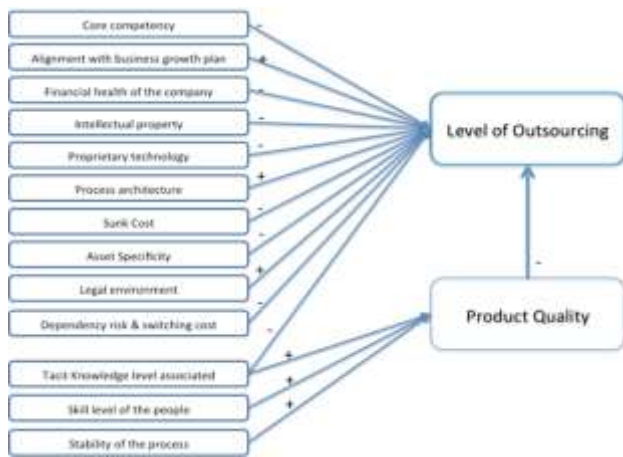 Core competency
-
Alignment with business growth plan
+
Financial health of the company
-
Intellectual property
-
Proprietary technology
-
Process architecture
+
Sunk Cost
-
Asset Specificity
-
Legal environment
+
Dependency risk & switching cost
-
-
Tacit Knowledge level associated
+
Skill level of the people
+
Stability of the process
+
Level of Outsourcing
-
Product Quality